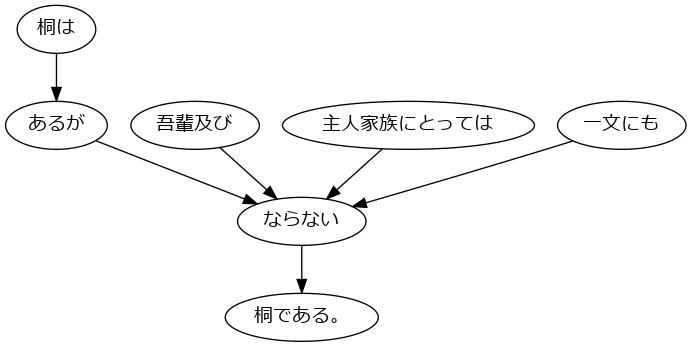 桐は
あるが
吾輩及び
主人家族にとっては
一文にも
ならない
桐である。